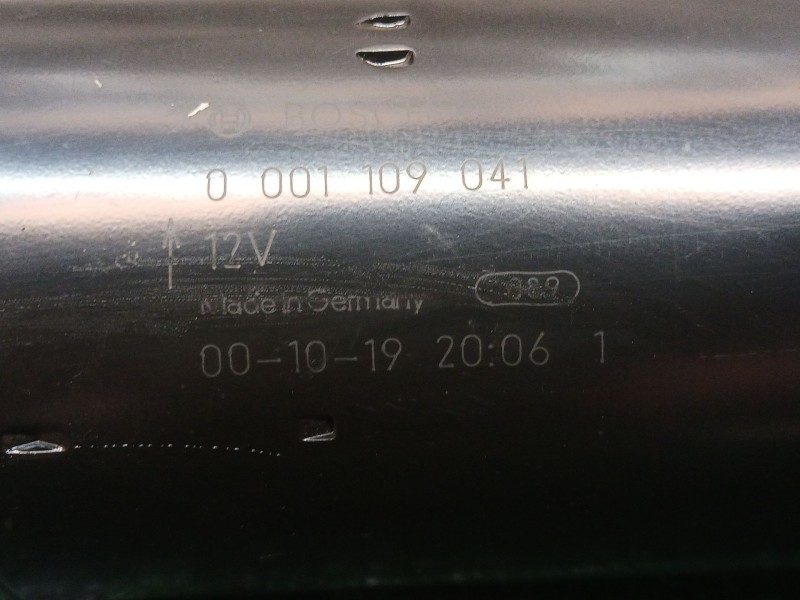 BOSCH
0 001 109 041
12V
Made in Germany
00-10-19 20:06 1